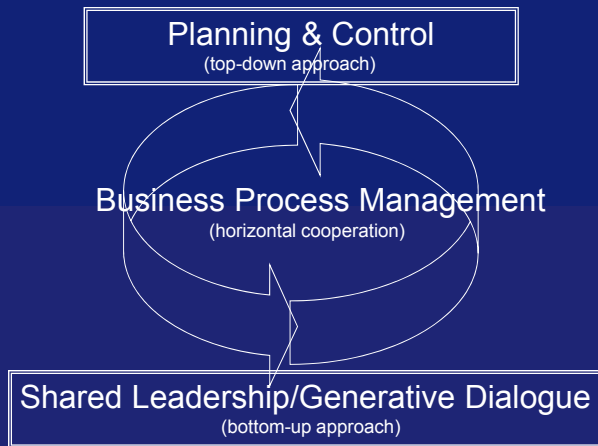 Planning & Control
(top-down approach)
Business Process Management
(horizontal cooperation)
Shared Leadership/Generative Dialogue
(bottom-up approach)